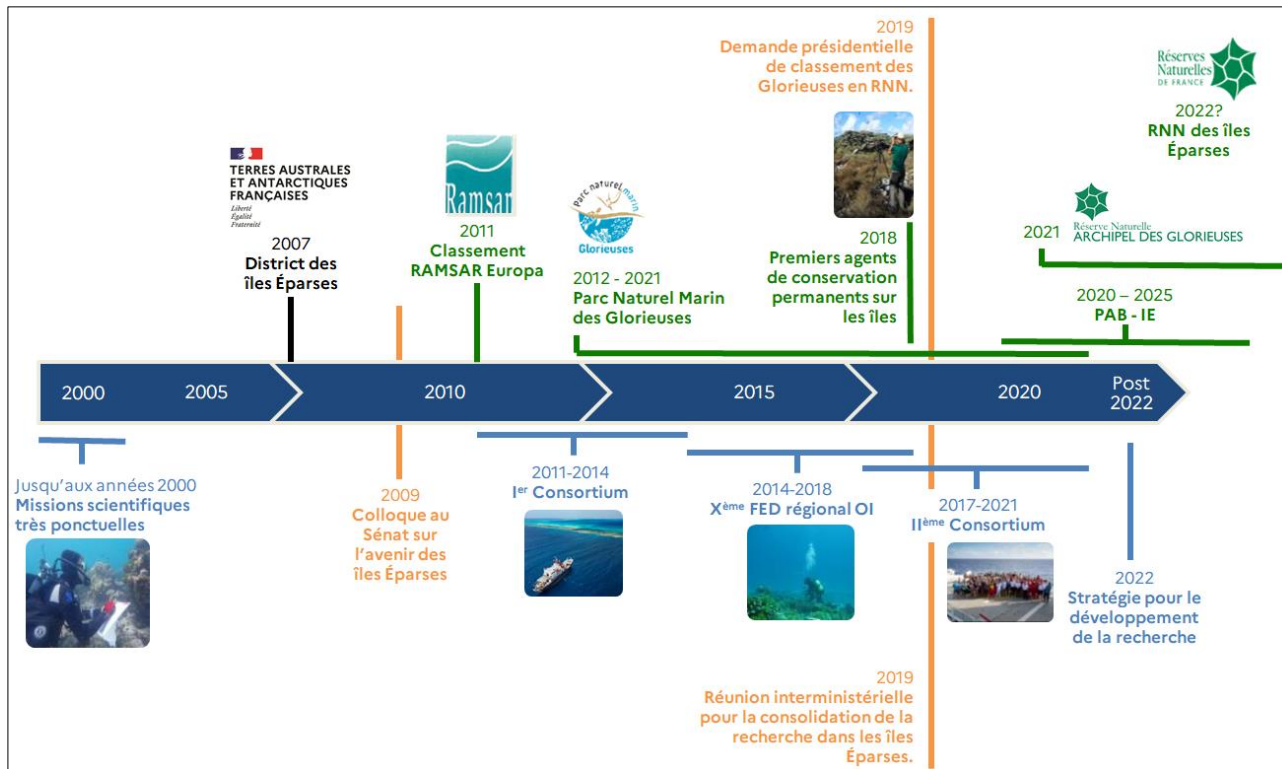 2019
Demande présidentielle
de classement des
Glorieuses en RNN.
Réserves
Naturelles
DE FRANCE
2022?
RNN des îles
Éparses
TERRES AUSTRALES
ET ANTARCTIQUES
FRANÇAISES
Liberté
Égalité
Fraternité
2007
District des
îles Éparses
Ramsar
2011
Classement
RAMSAR Europa
Parc naturel marin
Glorieuses
2012 - 2021
Parc Naturel Marin
des Glorieuses
2018
Premiers agents
de conservation
permanents sur
les îles
2021
Réserve Naturelle
ARCHIPEL DES GLORIEUSES
2020 – 2025
PAB - IE
2000
2005
2010
2015
2020
Post
2022
Jusqu'aux années 2000
Missions scientifiques
très ponctuelles
2009
Colloque au
Sénat sur
l'avenir des
îles Éparses
2011-2014
Ier Consortium
2014-2018
Xème FED régional OI
2017-2021
IIème Consortium
2022
Stratégie pour le
développement
de la recherche
2019
Réunion interministérielle
pour la consolidation de la
recherche dans les îles
Éparses.